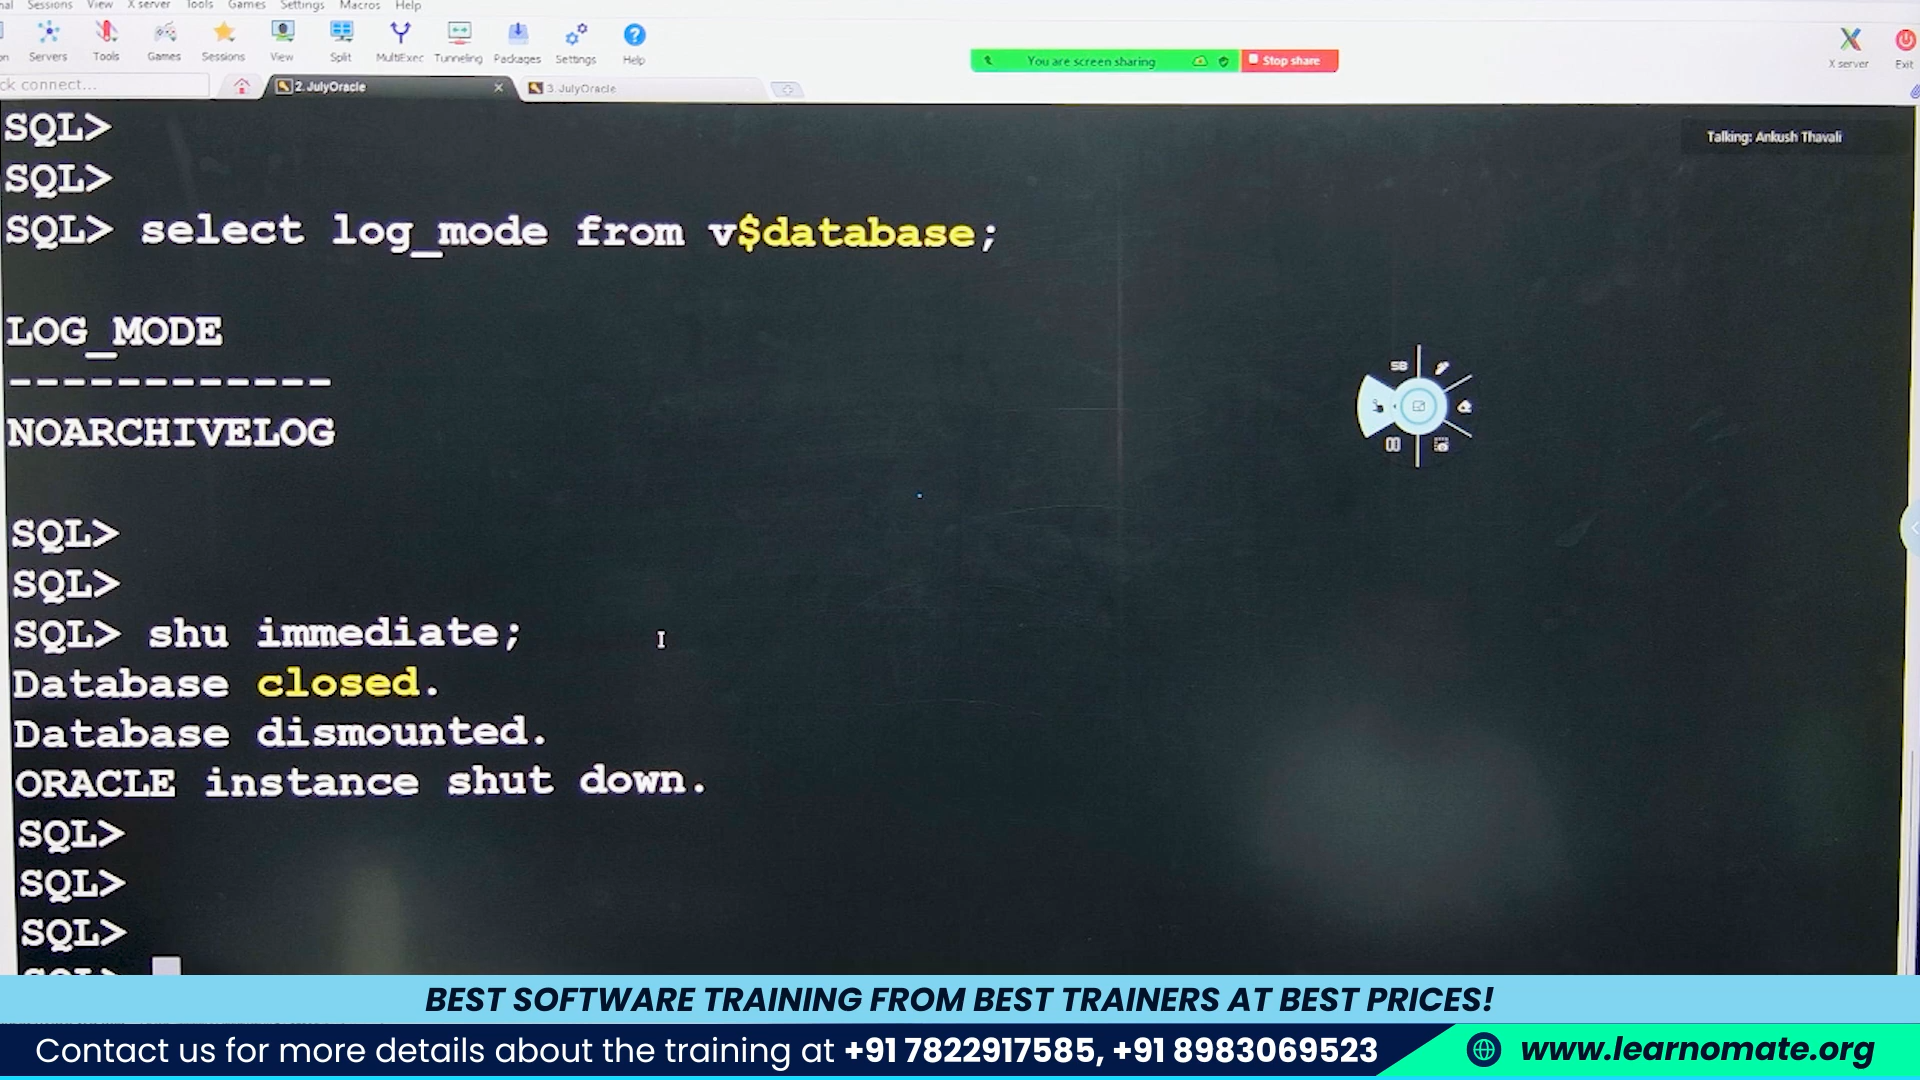 Sessions View X server Tools Games Settings Macros Help
Servers Tools Games Sessions View Split MultiExec Tunneling Packages Settings Help
You are screen sharing Stop share
X server Exit
ck connect...
2. JulyOracle
3. JulyOracle
Talking: Ankush Thavali
SQL>
SQL>
SQL> select log_mode from v$database;
LOG_MODE
------------
NOARCHIVELOG
SQL>
SQL>
SQL> shu immediate;
Database closed.
Database dismounted.
ORACLE instance shut down.
SQL>
SQL>
SQL>
SQL>
BEST SOFTWARE TRAINING FROM BEST TRAINERS AT BEST PRICES!
Contact us for more details about the training at +91 7822917585, +91 8983069523
www.learnomate.org